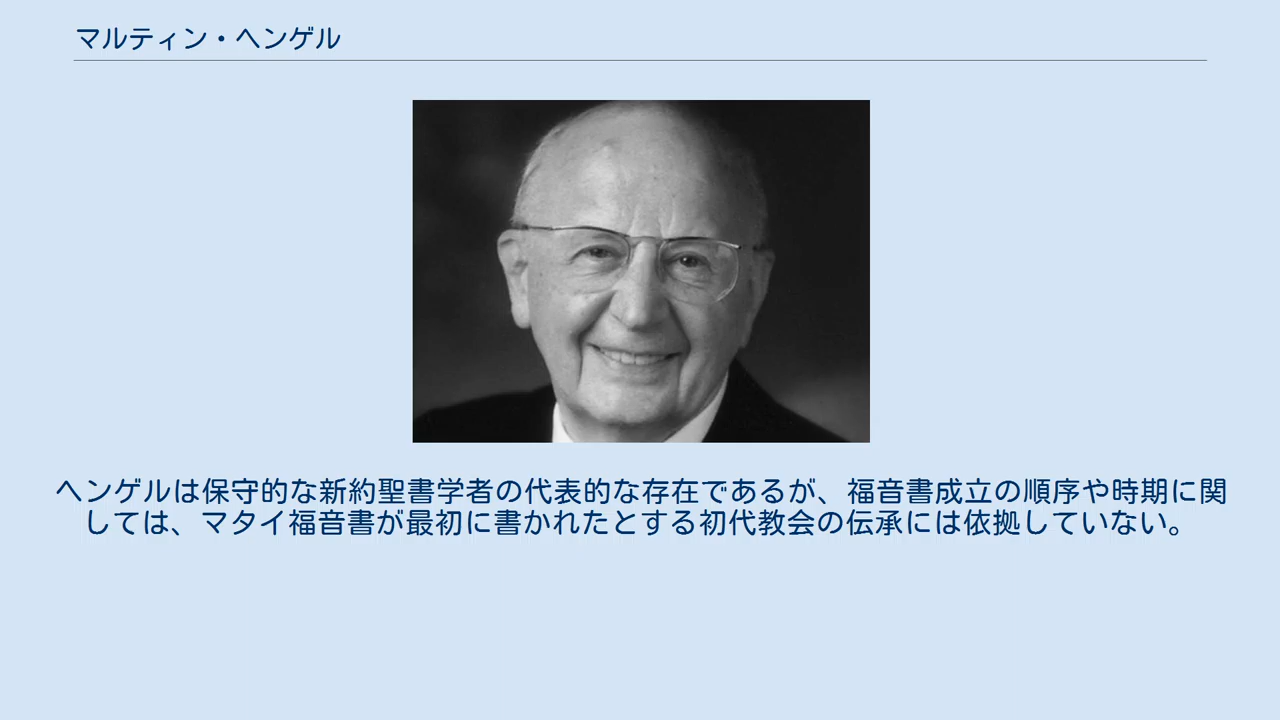 マルティン・ヘンゲル
ヘンゲルは保守的な新約聖書学者の代表的な存在であるが、福音書成立の順序や時期に関
しては、マタイ福音書が最初に書かれたとする初代教会の伝承には依拠していない。